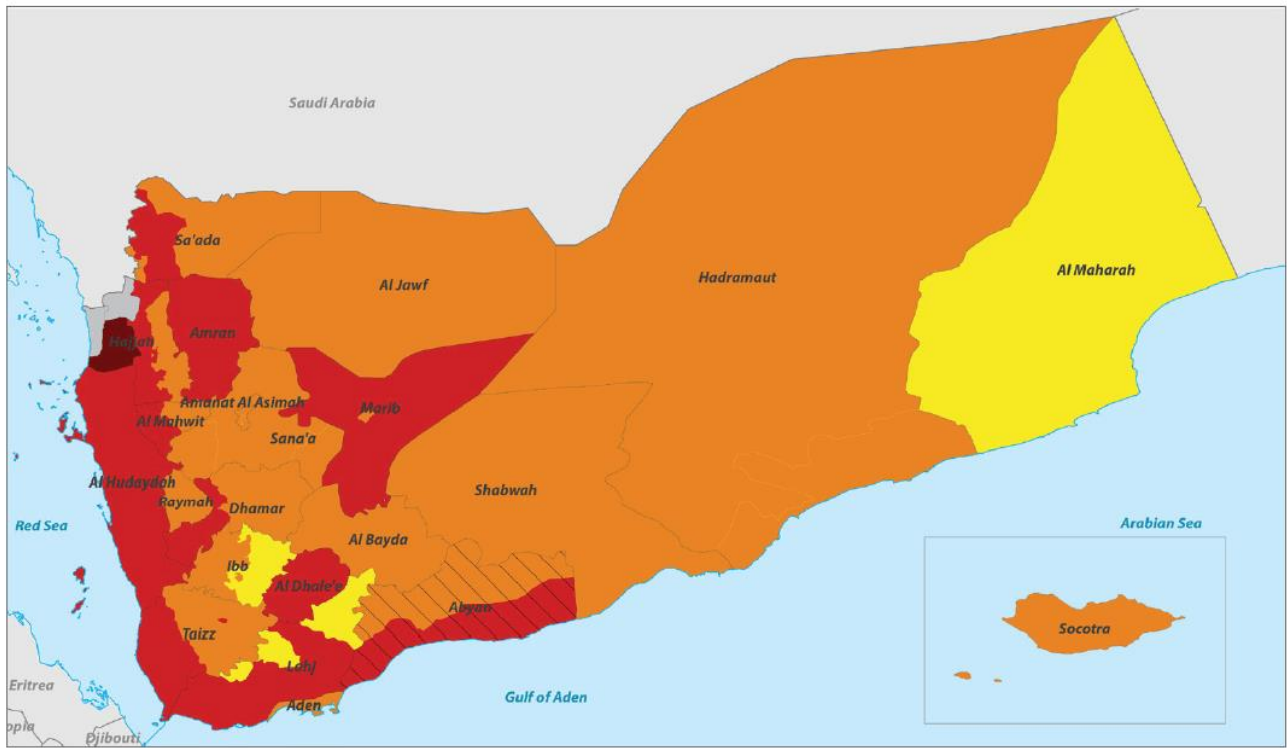 Saudi Arabia
Sa'ada
Al Jawf
Hadramaut
Al Maharah
Amran
Hajjah
Amanat Al Asimah
Marib
Al Mahwit
Sana'a
Al Hudaydah
Raymah
Dhamar
Shabwah
Red Sea
Arabian Sea
Al Bayda
Ibb
Al Dhale'e
Abyan
Taizz
Socotra
Lahj
Eritrea
Gulf of Aden
Aden
opia
Djibouti